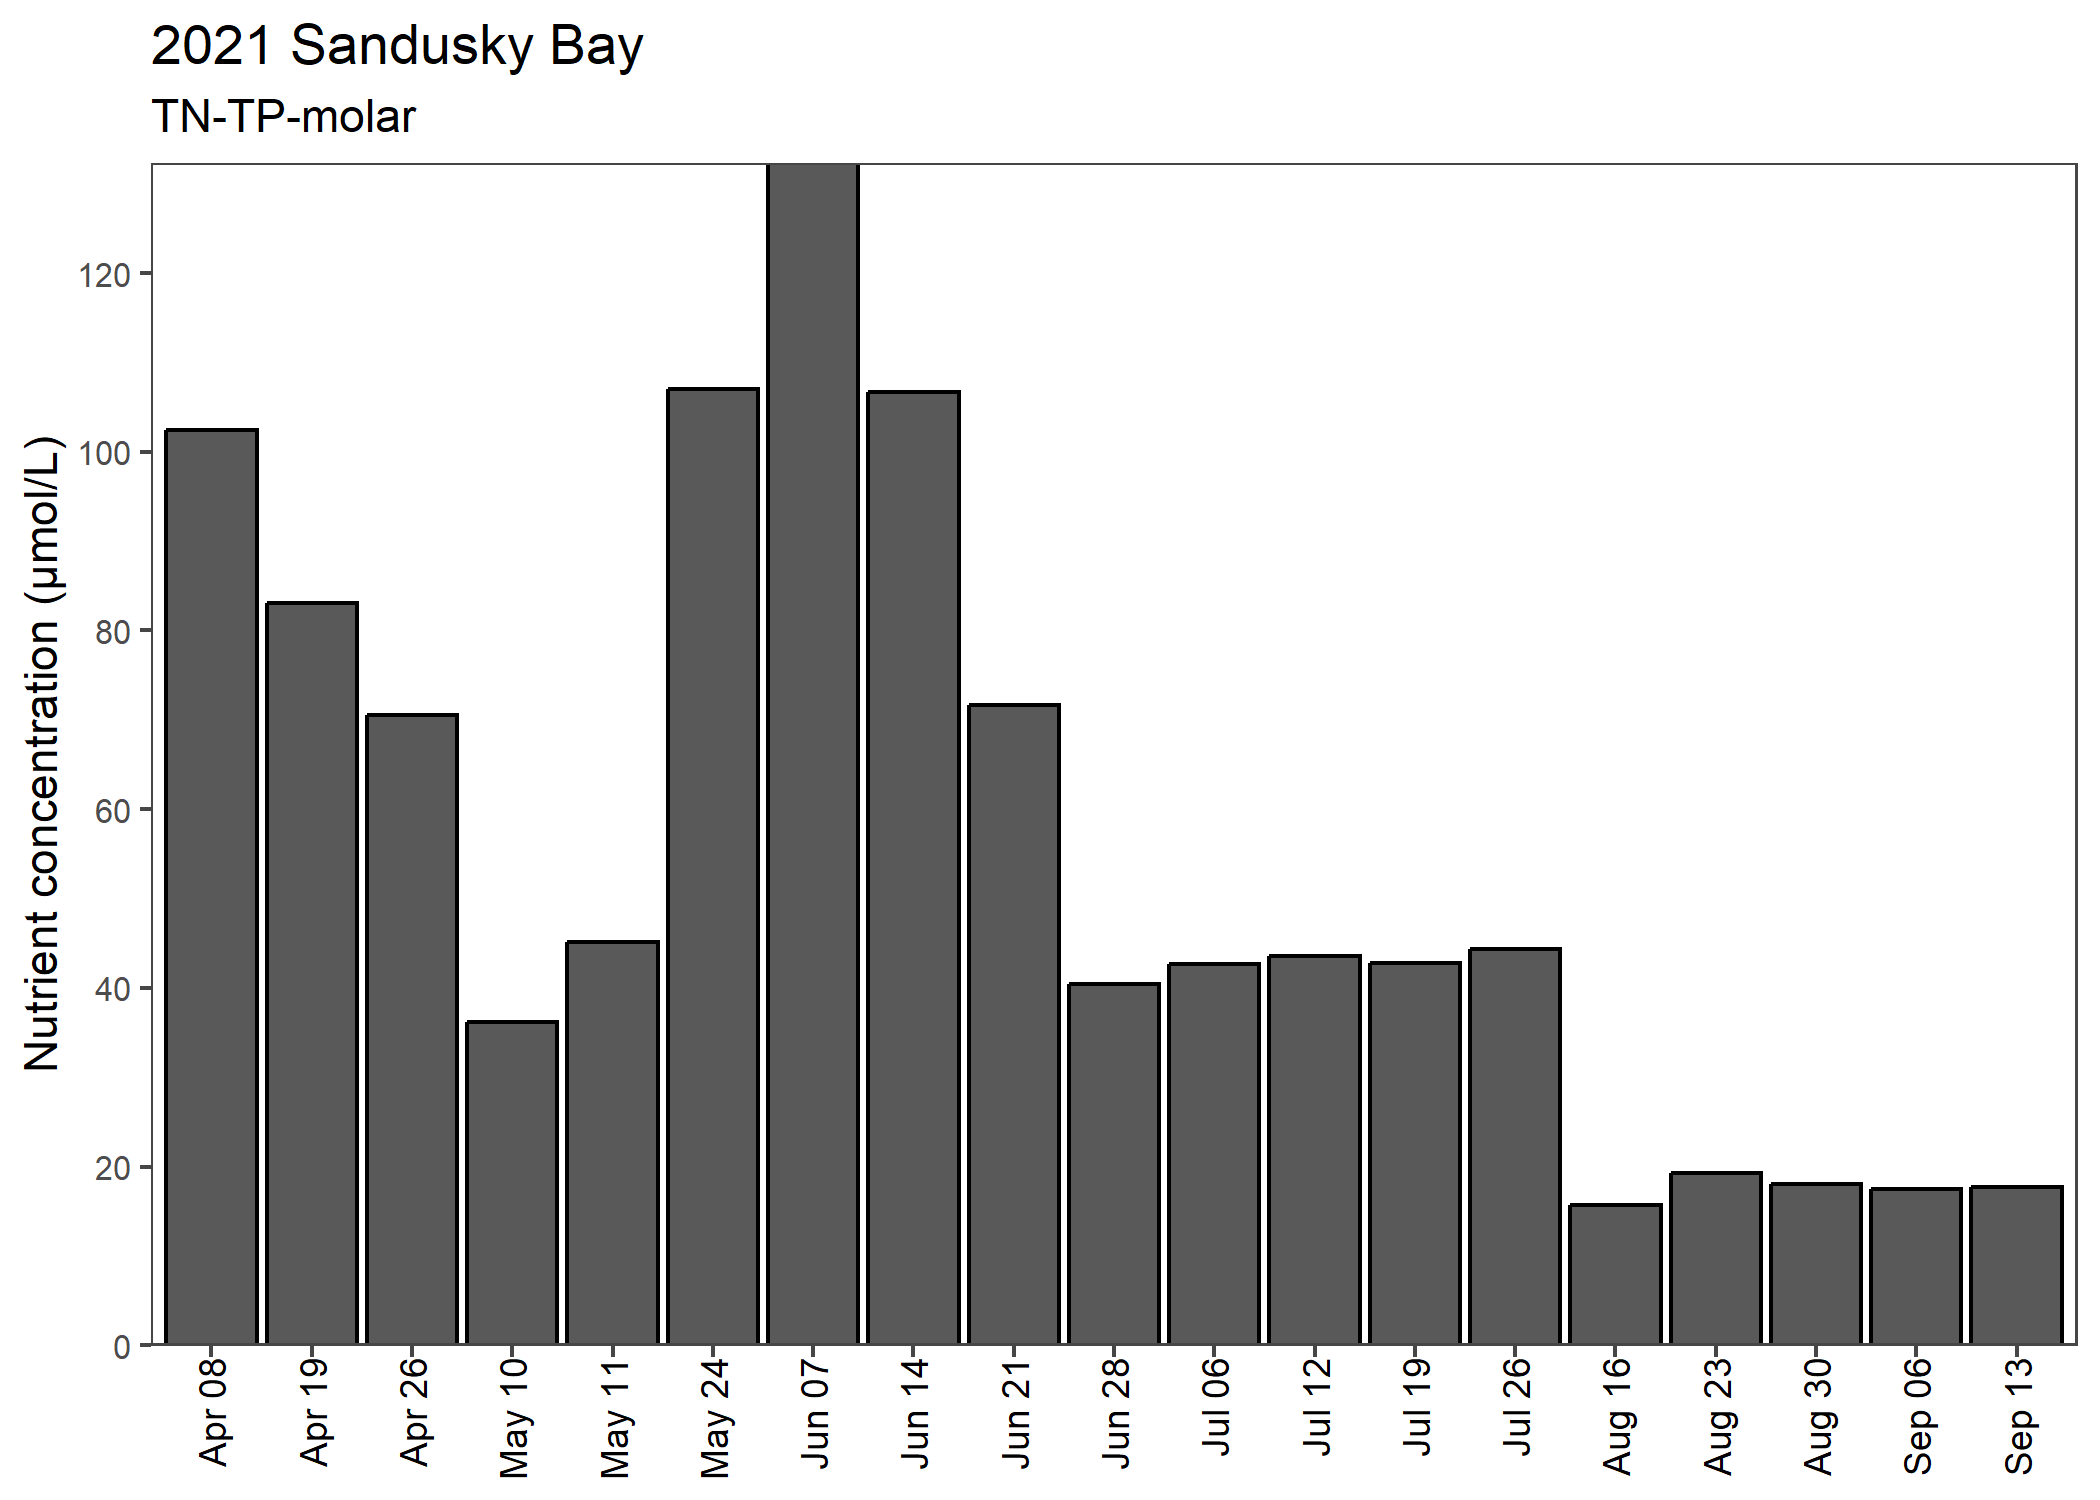 2021 Sandusky Bay
TN-TP-molar
Nutrient concentration (µmol/L)
120
100
80
60
40
20
0
Apr 08
Apr 19
Apr 26
May 10
May 11
May 24
Jun 07
Jun 14
Jun 21
Jun 28
Jul 06
Jul 12
Jul 19
Jul 26
Aug 16
Aug 23
Aug 30
Sep 06
Sep 13